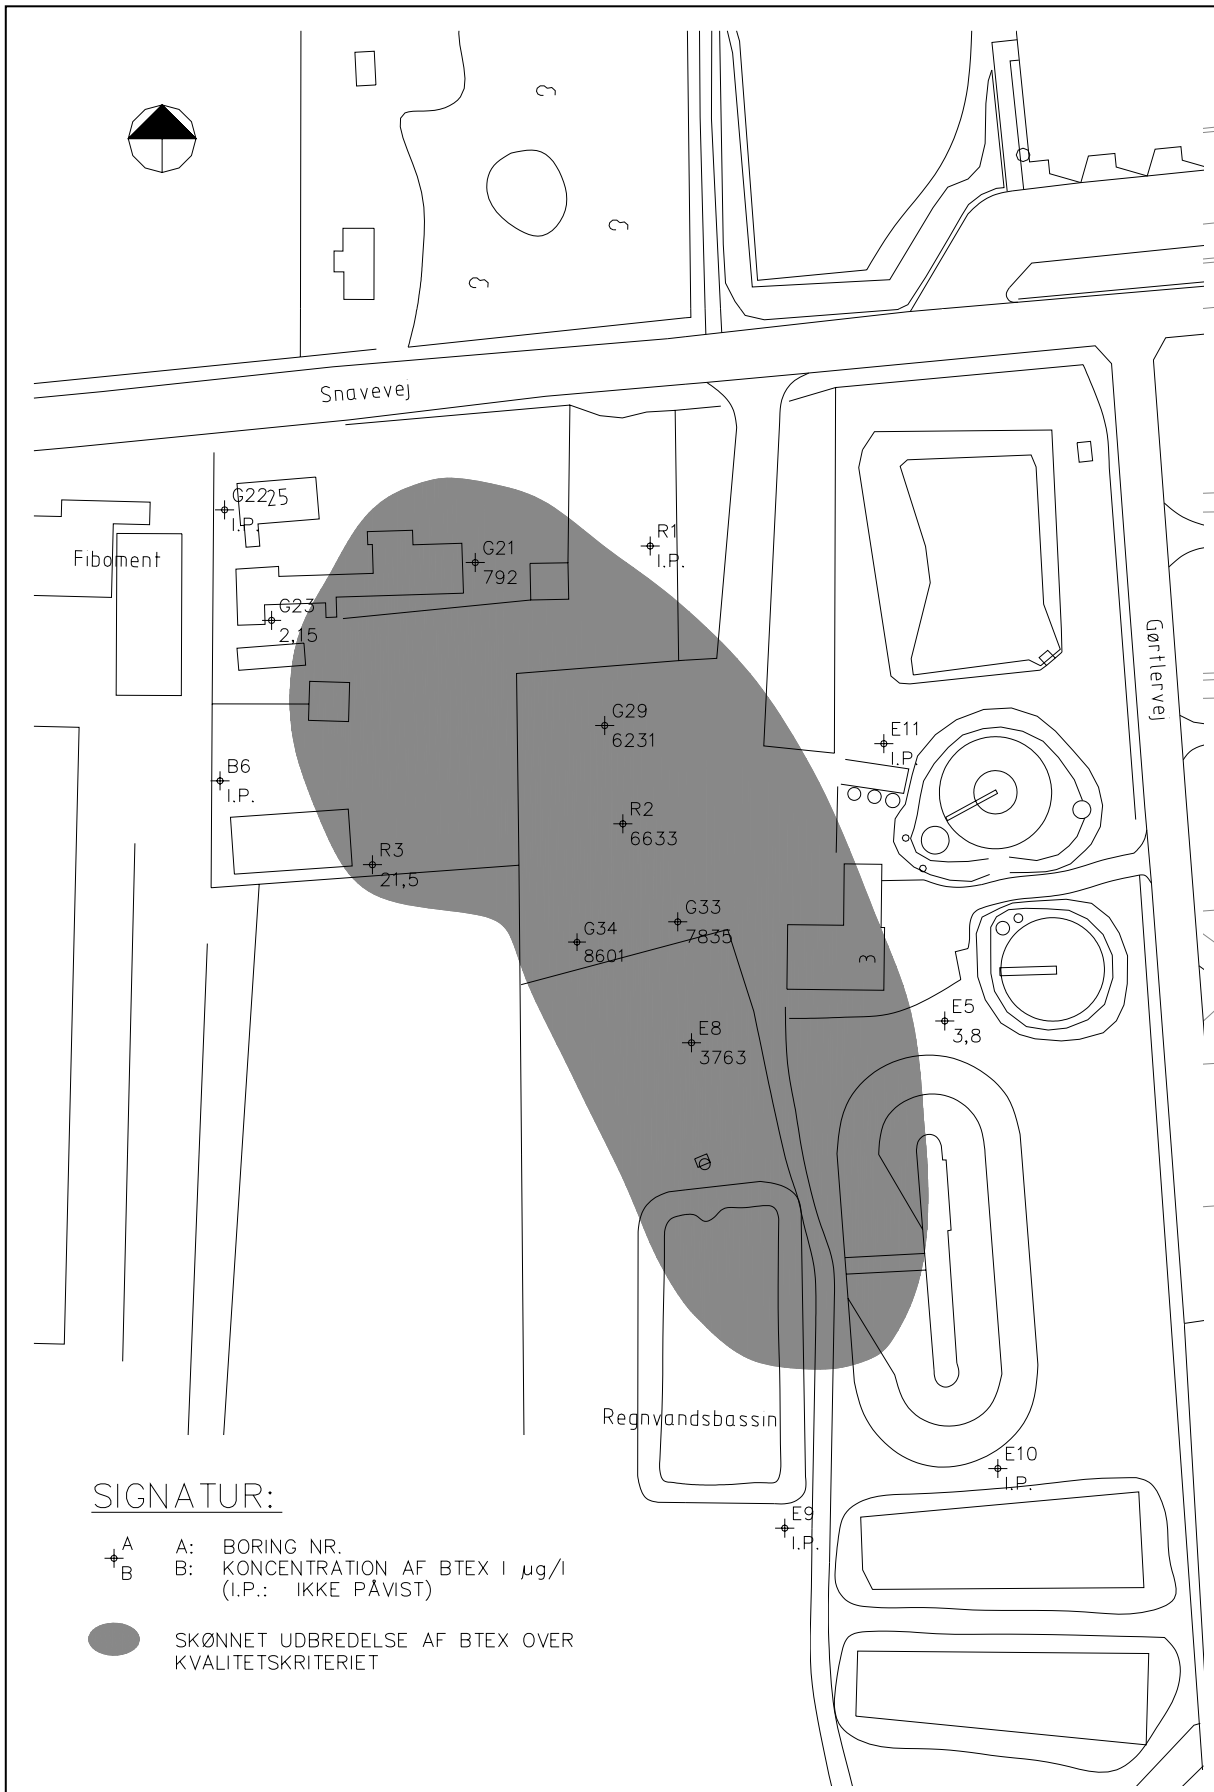 Snavevej
G22
25
I.P.
Fiboment
G21
792
R1
I.P.
G23
2,15
Gørtlervej
G29
6231
E11
I.P.
B6
I.P.
R2
6633
R3
21,5
G33
7835
G34
8601
E5
3,8
E8
3763
Regnvandsbassin
E10
I.P.
E9
I.P.
SIGNATUR:
A
B
A: BORING NR.
B: KONCENTRATION AF BTEX I µg/l
(I.P.: IKKE PÅVIST)
SKØNNET UDBREDELSE AF BTEX OVER
KVALITETSKRITERIET